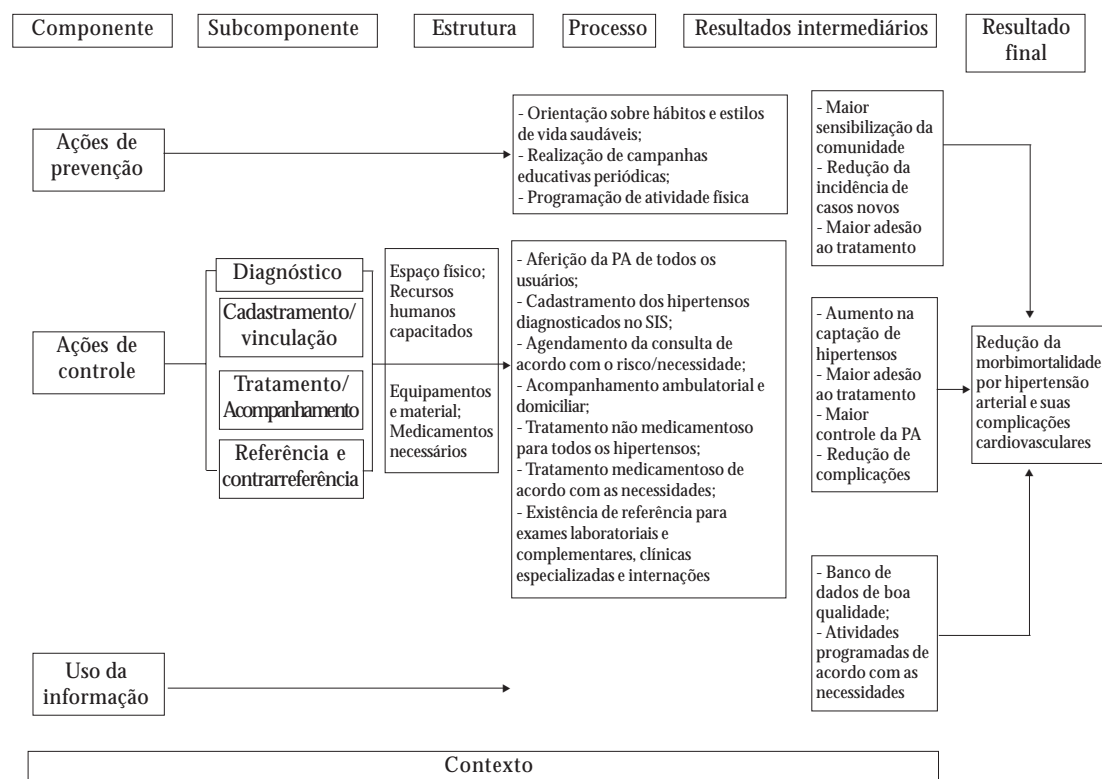 Componente
Subcomponente
Estrutura
Processo
Resultados intermediários
Resultado
final
Ações de
prevenção
- Orientação sobre hábitos e estilos
de vida saudáveis;
- Realização de campanhas
educativas periódicas;
- Programação de atividade física
- Maior
sensibilização da
comunidade
- Redução da
incidência de
casos novos
- Maior adesão
ao tratamento
Ações de
controle
Diagnóstico
Cadastramento/
vinculação
Tratamento/
Acompanhamento
Referência e
contrarreferência
Espaço físico;
Recursos
humanos
capacitados
Equipamentos
e material;
Medicamentos
necessários
- Aferição da PA de todos os
usuários;
- Cadastramento dos hipertensos
diagnosticados no SIS;
- Agendamento da consulta de
acordo com o risco/necessidade;
- Acompanhamento ambulatorial e
domiciliar;
- Tratamento não medicamentoso
para todos os hipertensos;
- Tratamento medicamentoso de
acordo com as necessidades;
- Existência de referência para
exames laboratoriais e
complementares, clínicas
especializadas e internações
- Aumento na
captação de
hipertensos
- Maior adesão
ao tratamento
- Maior
controle da PA
- Redução de
complicações
Redução da
morbimortalidade
por hipertensão
arterial e suas
complicações
cardiovasculares
Uso da
informação
- Banco de
dados de boa
qualidade;
- Atividades
programadas de
acordo com as
necessidades
Contexto